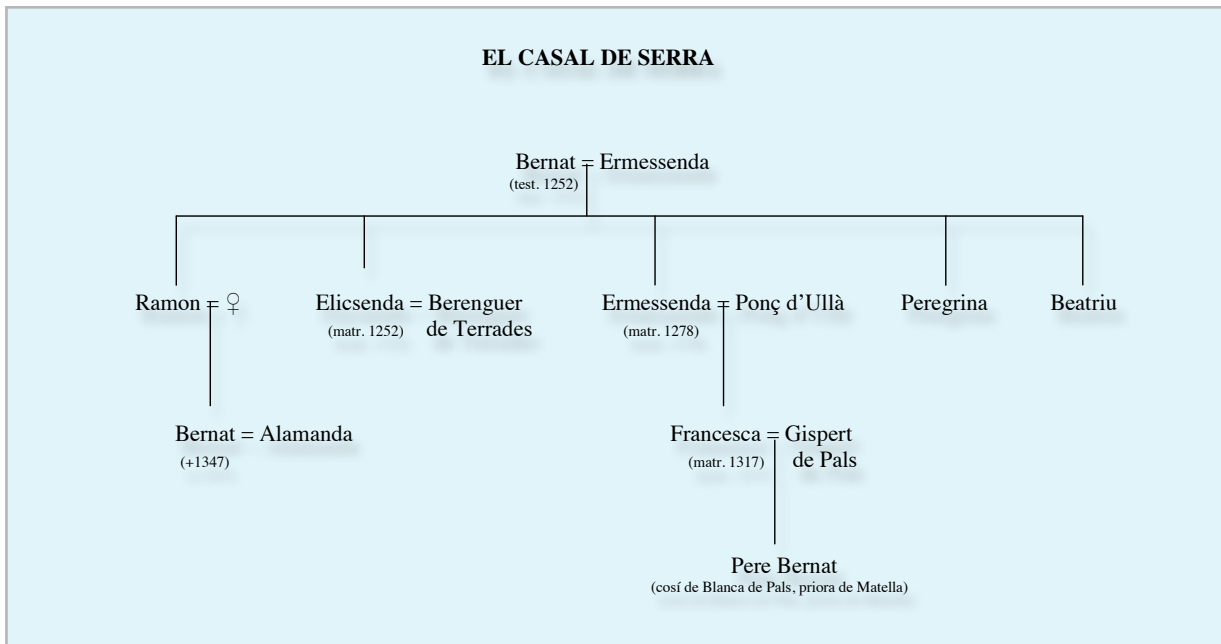 EL CASAL DE SERRA
Bernat = Ermessenda
(test. 1252)
Ramon = ♀
Elicsenda = Berenguer
(matr. 1252) de Terrades
Ermessenda = Ponç d’Ullà
(matr. 1278)
Peregrina
Beatriu
Bernat = Alamanda
(+1347)
Francesca = Gispert
(matr. 1317) de Pals
Pere Bernat
(cosí de Blanca de Pals, priora de Matella)